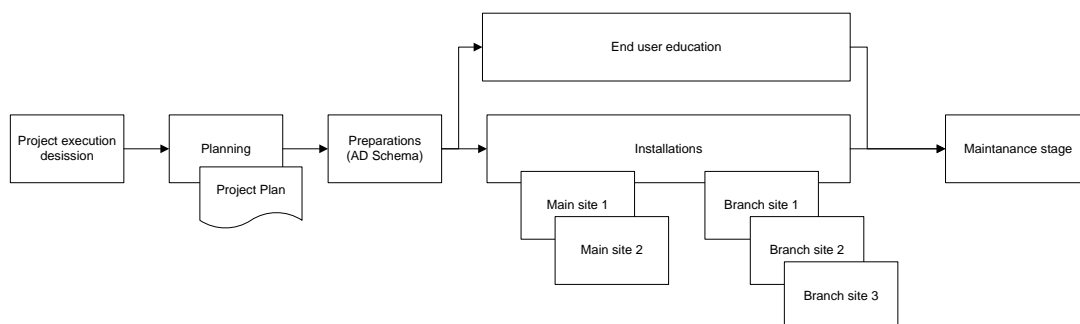 End user education
Project execution
desission
Planning
Preparations
(AD Schema)
Installations
Maintanance stage
Project Plan
Main site 1
Branch site 1
Main site 2
Branch site 2
Branch site 3